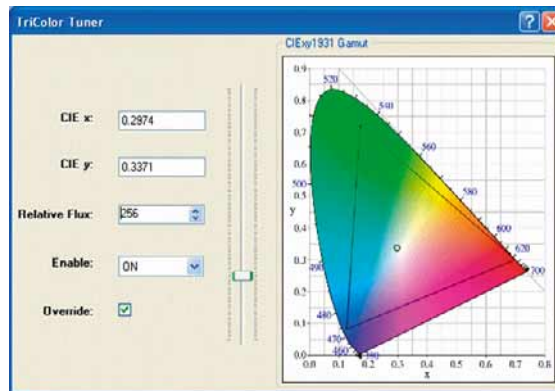 TriColor Tuner
CIExy1931 Gamut
CIE x: 0.2974
CIE y: 0.3371
Relative Flux: 256
Enable: ON
Override:
0.9
0.8
0.7
0.6
0.5
y
0.4
0.3
0.2
0.1
0.0
0.0 0.1 0.2 0.3 0.4 0.5 0.6 0.7 0.8
x
520
540
560
580
600
620
700
500
490
480
470
460
380